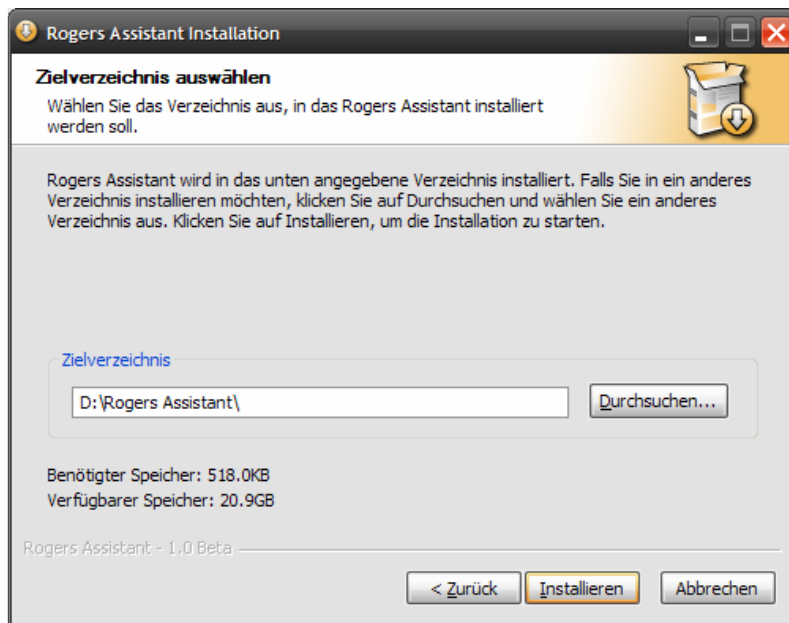 Rogers Assistant Installation
Zielverzeichnis auswählen
Wählen Sie das Verzeichnis aus, in das Rogers Assistant installiert
werden soll.
Rogers Assistant wird in das unten angegebene Verzeichnis installiert. Falls Sie in ein anderes
Verzeichnis installieren möchten, klicken Sie auf Durchsuchen und wählen Sie ein anderes
Verzeichnis aus. Klicken Sie auf Installieren, um die Installation zu starten.
Zielverzeichnis
D:\Rogers Assistant\
Durchsuchen...
Benötigter Speicher: 518.0KB
Verfügbarer Speicher: 20.9GB
Rogers Assistant - 1.0 Beta
< Zurück
Installieren
Abbrechen